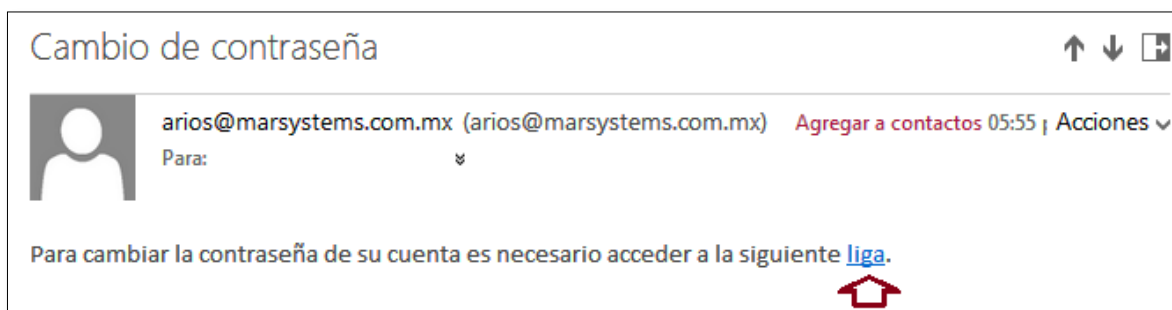 Cambio de contraseña
arios@marsystems.com.mx (arios@marsystems.com.mx) Agregar a contactos 05:55 p Acciones
Para:
Para cambiar la contraseña de su cuenta es necesario acceder a la siguiente liga.